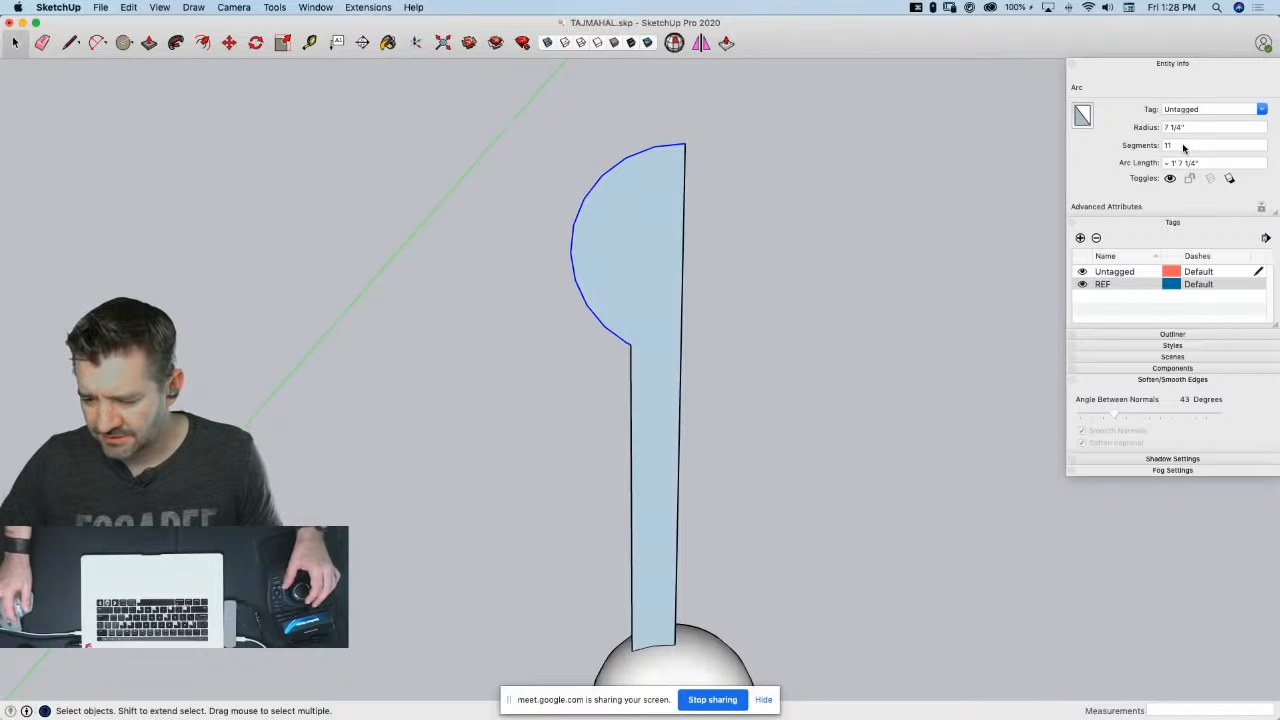 SketchUp File Edit View Draw Camera Tools Window Extensions Help
100% Fri 1:28 PM
TAJMAHAL.skp - SketchUp Pro 2020
Entity Info
Arc
Tag: Untagged
Radius: 7 1/4"
Segments: 11
Arc Length: ~ 1' 7 1/4"
Toggles:
Advanced Attributes
Tags
Name Dashes
Untagged Default
REF Default
Outliner
Styles
Scenes
Components
Soften/Smooth Edges
Angle Between Normals 43 Degrees
Smooth Normals
Soften coplanar
Shadow Settings
Fog Settings
meet.google.com is sharing your screen. Stop sharing Hide
Select objects. Shift to extend select. Drag mouse to select multiple. Measurements